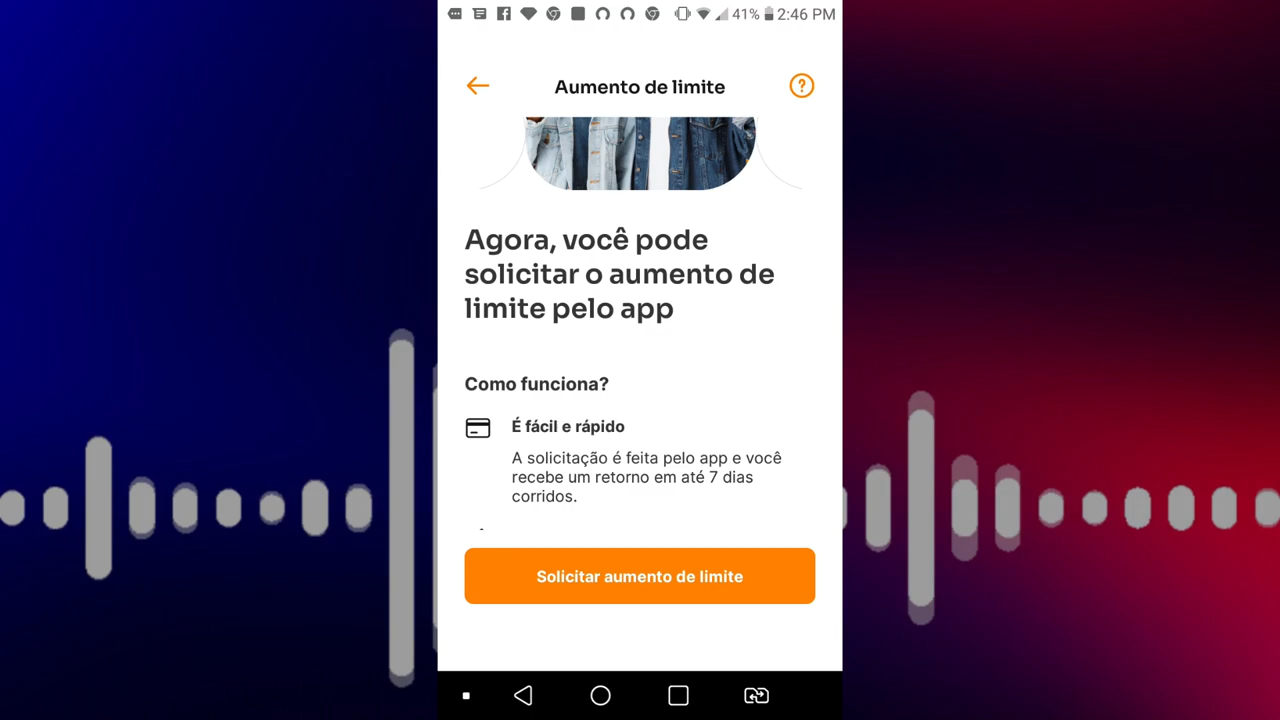 41% 2:46 PM
Aumento de limite
Agora, você pode
solicitar o aumento de
limite pelo app
Como funciona?
É fácil e rápido
A solicitação é feita pelo app e você
recebe um retorno em até 7 dias
corridos.
Solicitar aumento de limite